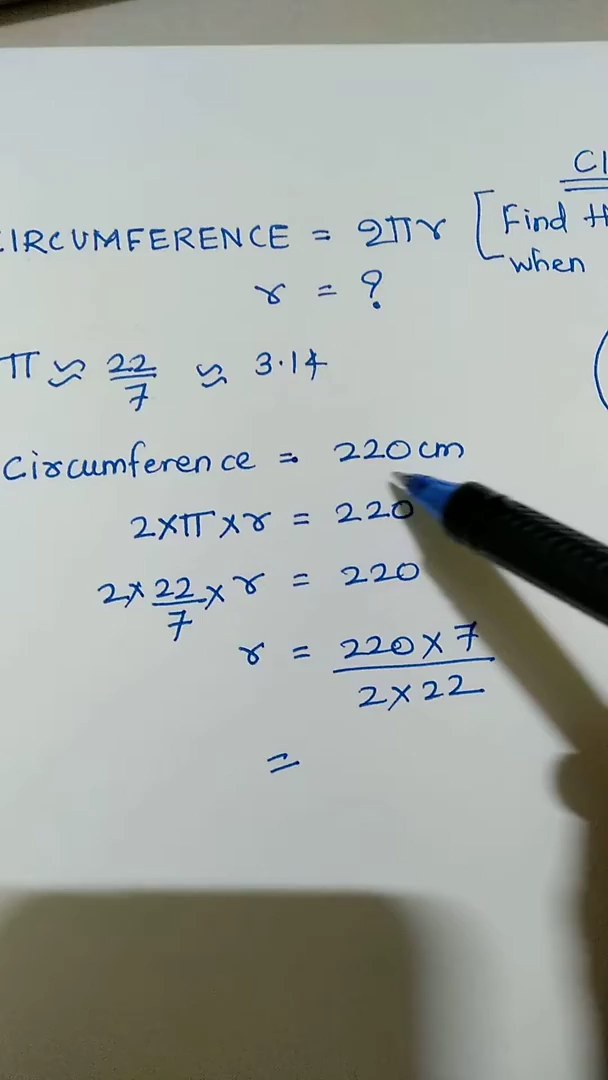 CI
CIRCUMFERENCE = 2πr [Find
when
r = ?
π ≈ 22/7 ≈ 3.14
Circumference = 220 cm
2×π×r = 220
2×22/7×r = 220
r = 220×7/2×22
=